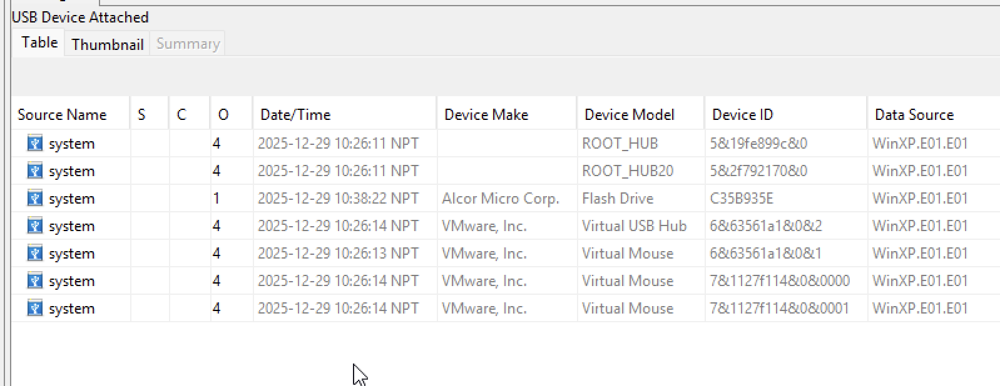 USB Device Attached
Table Thumbnail Summary
Source Name S C O Date/Time Device Make Device Model Device ID Data Source
system 4 2025-12-29 10:26:11 NPT ROOT_HUB 5&19fe899c&0 WinXP.E01.E01
system 4 2025-12-29 10:26:11 NPT ROOT_HUB20 5&2f792170&0 WinXP.E01.E01
system 1 2025-12-29 10:38:22 NPT Alcor Micro Corp. Flash Drive C35B935E WinXP.E01.E01
system 4 2025-12-29 10:26:14 NPT VMware, Inc. Virtual USB Hub 6&63561a1&0&2 WinXP.E01.E01
system 4 2025-12-29 10:26:13 NPT VMware, Inc. Virtual Mouse 6&63561a1&0&1 WinXP.E01.E01
system 4 2025-12-29 10:26:14 NPT VMware, Inc. Virtual Mouse 7&1127f114&0&0000 WinXP.E01.E01
system 4 2025-12-29 10:26:14 NPT VMware, Inc. Virtual Mouse 7&1127f114&0&0001 WinXP.E01.E01